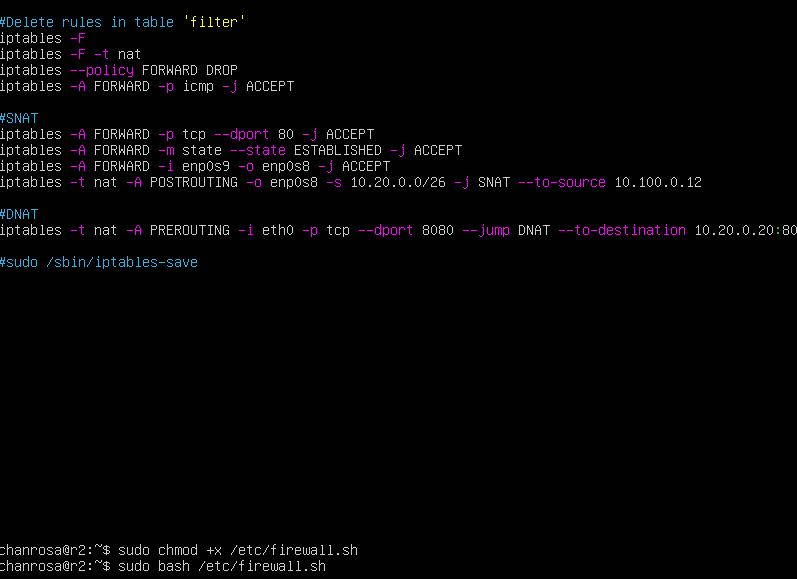 #Delete rules in table 'filter'
iptables -F
iptables -F -t nat
iptables --policy FORWARD DROP
iptables -A FORWARD -p icmp -j ACCEPT
#SNAT
iptables -A FORWARD -p tcp --dport 80 -j ACCEPT
iptables -A FORWARD -m state --state ESTABLISHED -j ACCEPT
iptables -A FORWARD -i enp0s9 -o enp0s8 -j ACCEPT
iptables -t nat -A POSTROUTING -o enp0s8 -s 10.20.0.0/26 -j SNAT --to-source 10.100.0.12
#DNAT
iptables -t nat -A PREROUTING -i eth0 -p tcp --dport 8080 --jump DNAT --to-destination 10.20.0.20:80
#sudo /sbin/iptables-save
chanrosa@r2:~$ sudo chmod +x /etc/firewall.sh
chanrosa@r2:~$ sudo bash /etc/firewall.sh